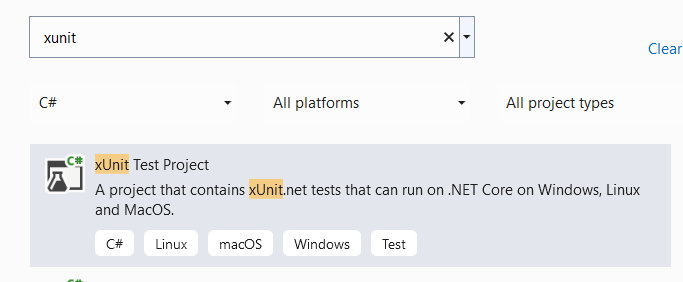 xunit
Clear
C# All platforms All project types
C#
xUnit Test Project
A project that contains xUnit.net tests that can run on .NET Core on Windows, Linux
and MacOS.
C# Linux macOS Windows Test